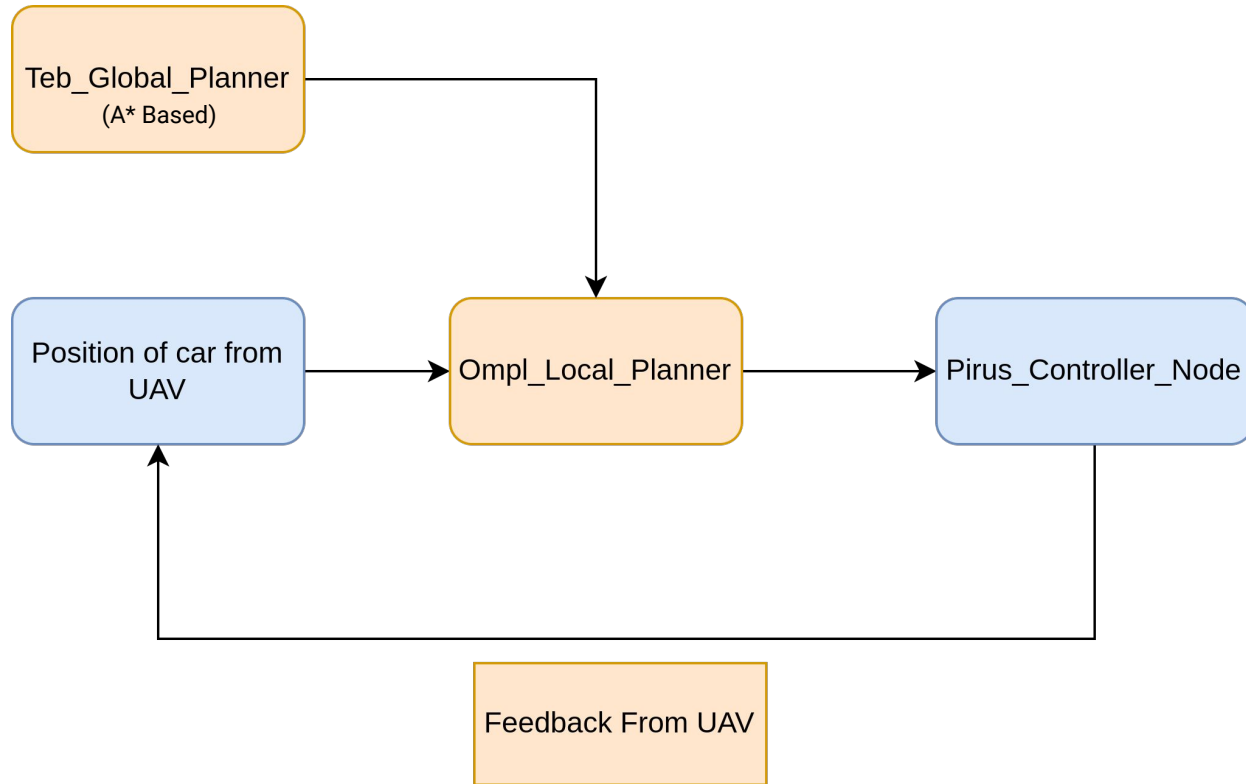 Teb_Global_Planner
(A* Based)
Position of car from
UAV
Ompl_Local_Planner
Pirus_Controller_Node
Feedback From UAV